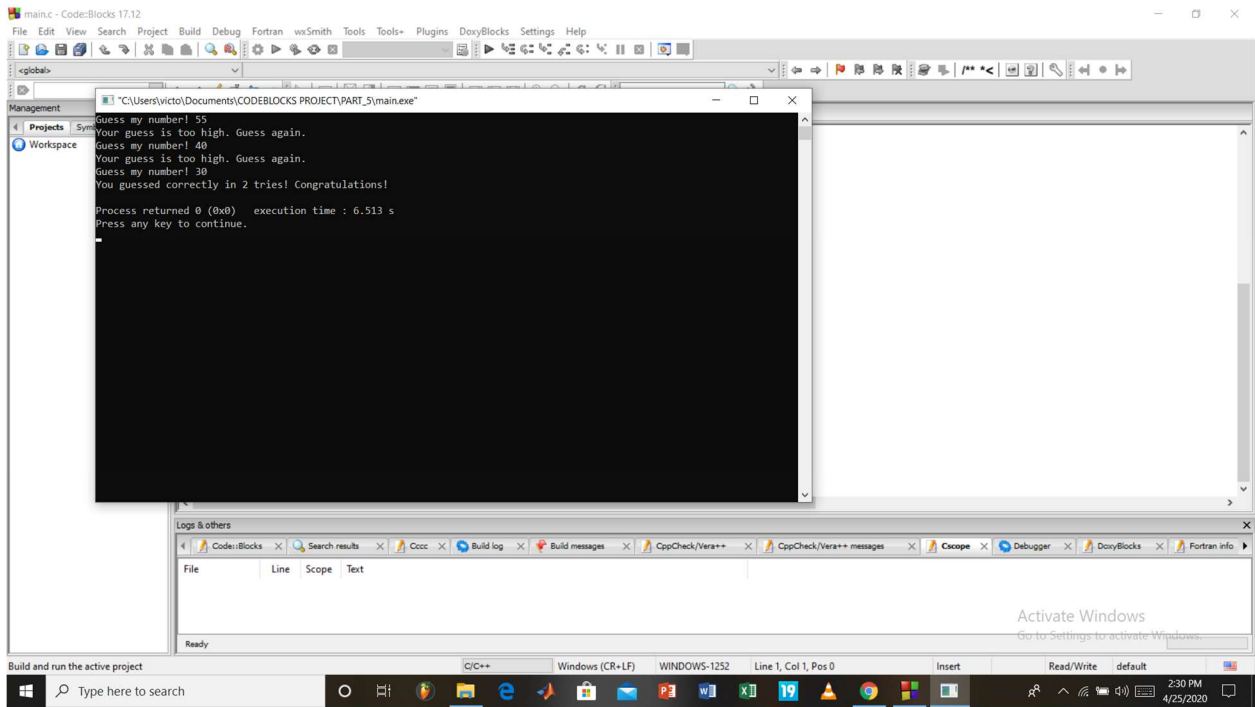 main.c - Code::Blocks 17.12
File Edit View Search Project Build Debug Fortran wxSmith Tools Tools+ Plugins DoxyBlocks Settings Help
<global>
/** *<
Management
"C:\Users\victo\Documents\CODEBLOCKS PROJECT\PART_5\main.exe"
Projects
Workspace
Guess my number! 55
Your guess is too high. Guess again.
Guess my number! 40
Your guess is too high. Guess again.
Guess my number! 30
You guessed correctly in 2 tries! Congratulations!
Process returned 0 (0x0) execution time : 6.513 s
Press any key to continue.
Logs & others
Code::Blocks Search results Cccc Build log Build messages CppCheck/Vera++ CppCheck/Vera++ messages Cscope Debugger DoxyBlocks Fortran info
File Line Scope Text
Activate Windows
Go to Settings to activate Windows.
Ready
Build and run the active project C/C++ Windows (CR+LF) WINDOWS-1252 Line 1, Col 1, Pos 0 Insert Read/Write default
Type here to search
19
2:30 PM
4/25/2020